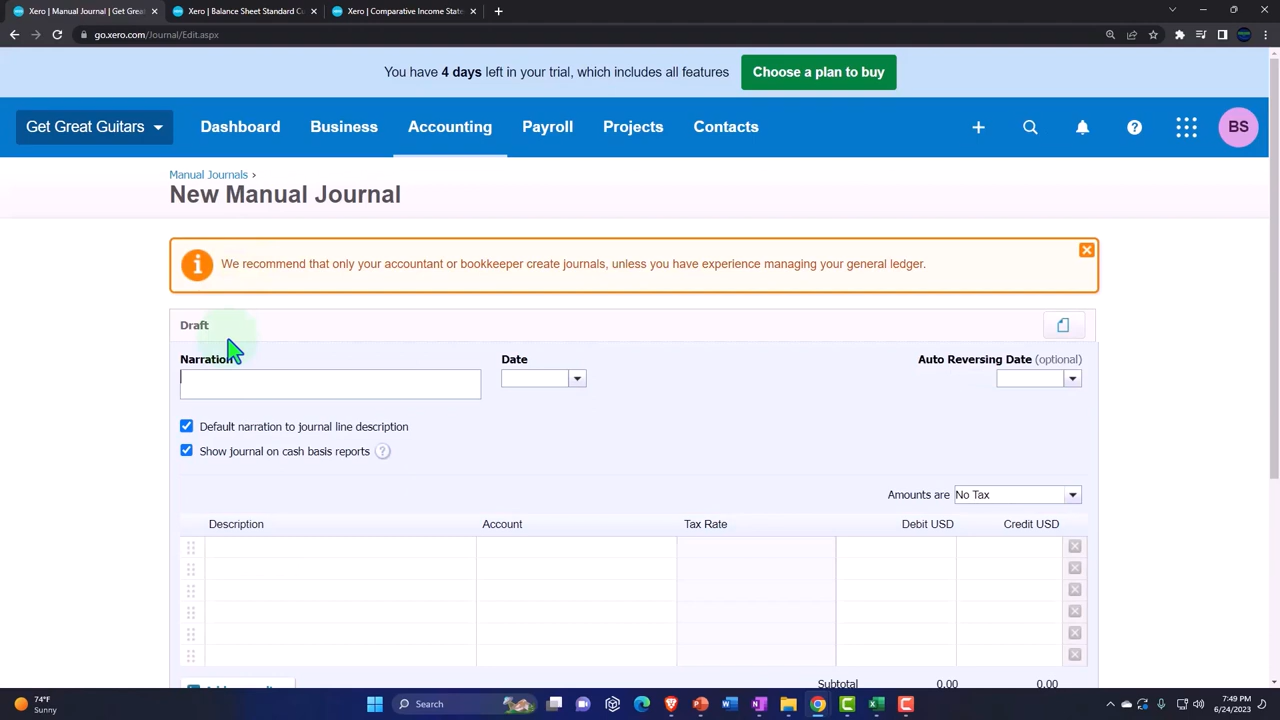 Xero | Manual Journal | Get Grea
Xero | Balance Sheet Standard C
Xero | Comparative Income State
go.xero.com/Journal/Edit.aspx
You have 4 days left in your trial, which includes all features
Choose a plan to buy
Get Great Guitars
Dashboard
Business
Accounting
Payroll
Projects
Contacts
BS
Manual Journals ›
New Manual Journal
We recommend that only your accountant or bookkeeper create journals, unless you have experience managing your general ledger.
Draft
Narration
Date
Auto Reversing Date (optional)
Default narration to journal line description
Show journal on cash basis reports
Amounts are No Tax
Description
Account
Tax Rate
Debit USD
Credit USD
Subtotal
0.00
0.00
74°F
Sunny
Search
7:49 PM
6/24/2023